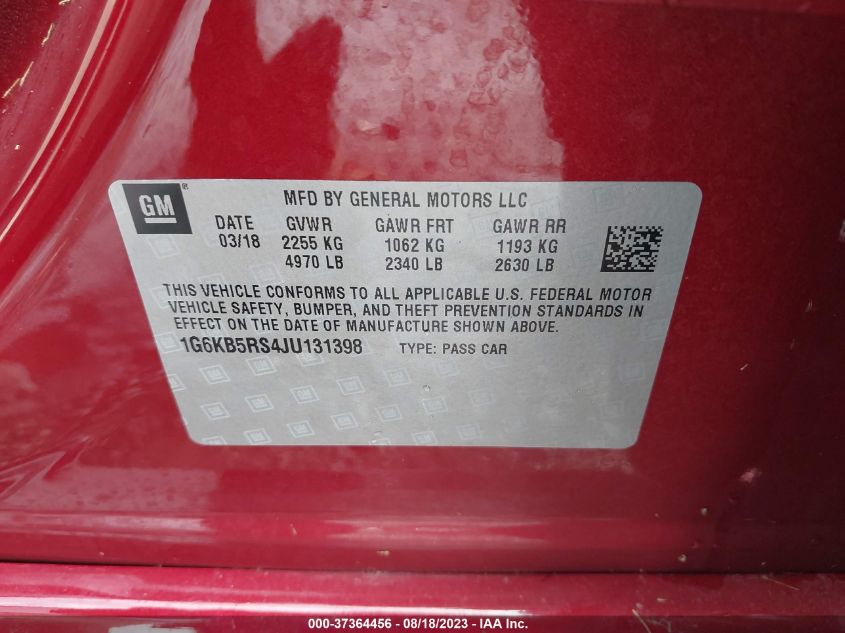 GM ®
MFD BY GENERAL MOTORS LLC
DATE GVWR GAWR FRT GAWR RR
03/18 2255 KG 1062 KG 1193 KG
4970 LB 2340 LB 2630 LB
THIS VEHICLE CONFORMS TO ALL APPLICABLE U.S. FEDERAL MOTOR
VEHICLE SAFETY, BUMPER, AND THEFT PREVENTION STANDARDS IN
EFFECT ON THE DATE OF MANUFACTURE SHOWN ABOVE.
1G6KB5RS4JU131398 TYPE: PASS CAR
000-37364456 - 08/18/2023 - IAA Inc.